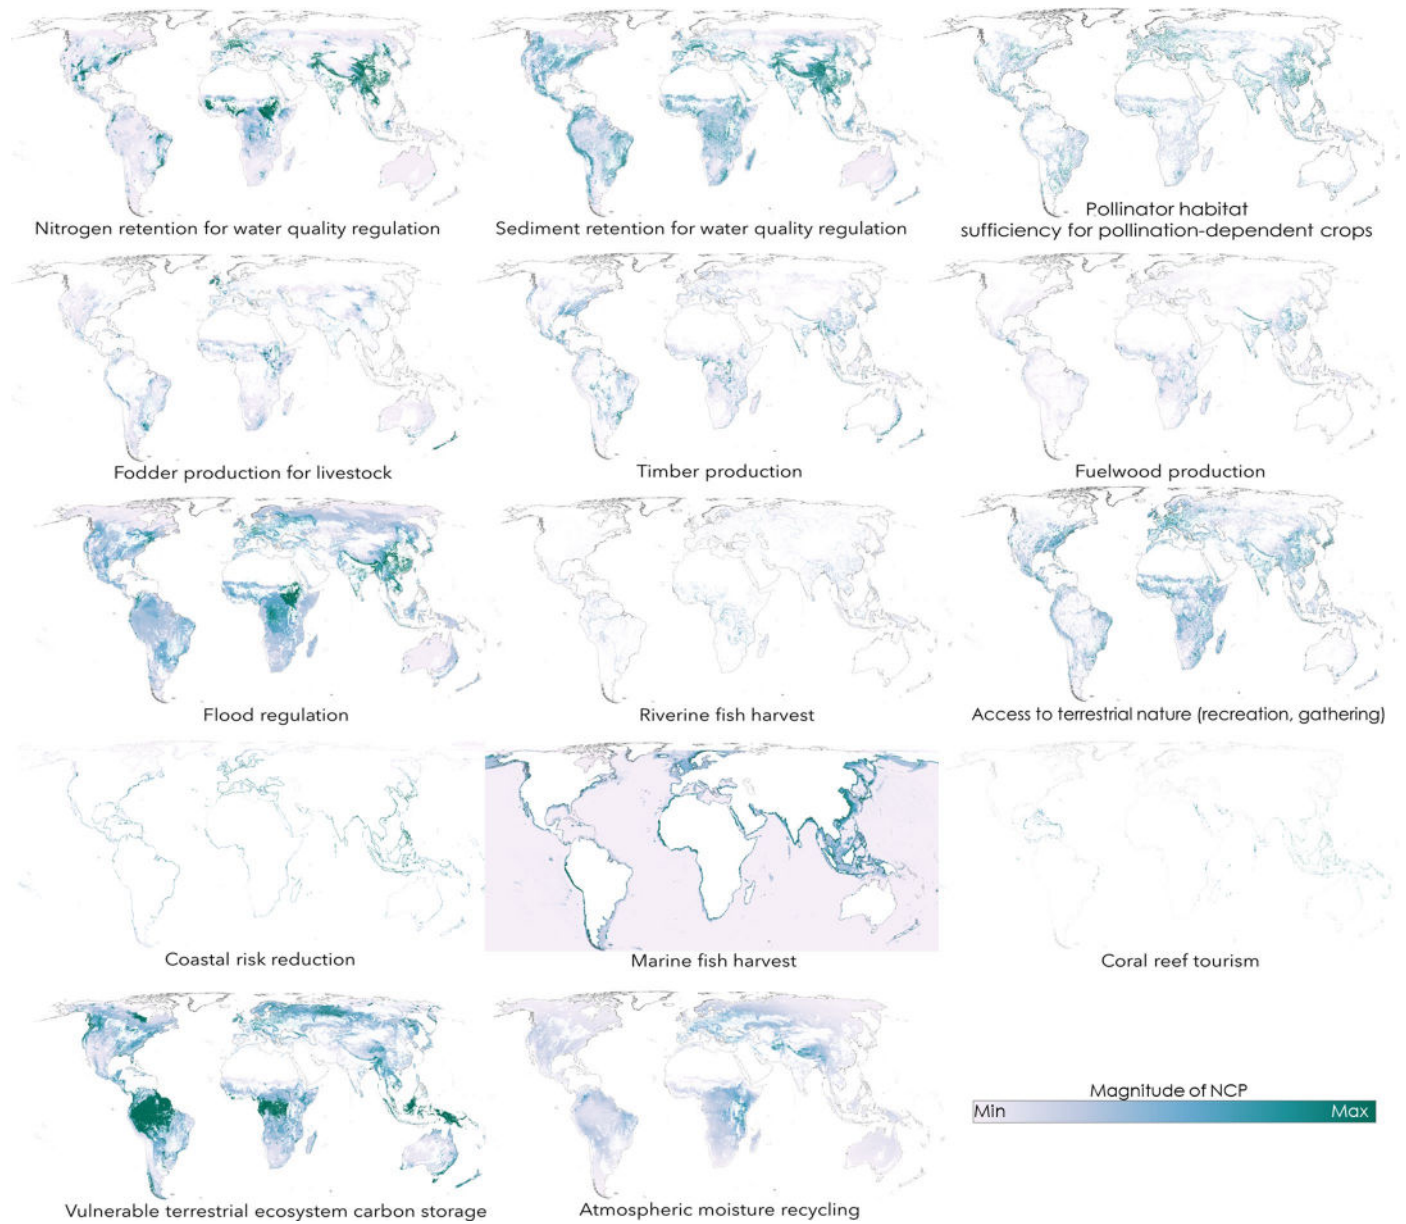 Nitrogen retention for water quality regulation
Sediment retention for water quality regulation
Pollinator habitat
sufficiency for pollination-dependent crops
Fodder production for livestock
Timber production
Fuelwood production
Flood regulation
Riverine fish harvest
Access to terrestrial nature (recreation, gathering)
Coastal risk reduction
Marine fish harvest
Coral reef tourism
Vulnerable terrestrial ecosystem carbon storage
Atmospheric moisture recycling
Magnitude of NCP
Min Max